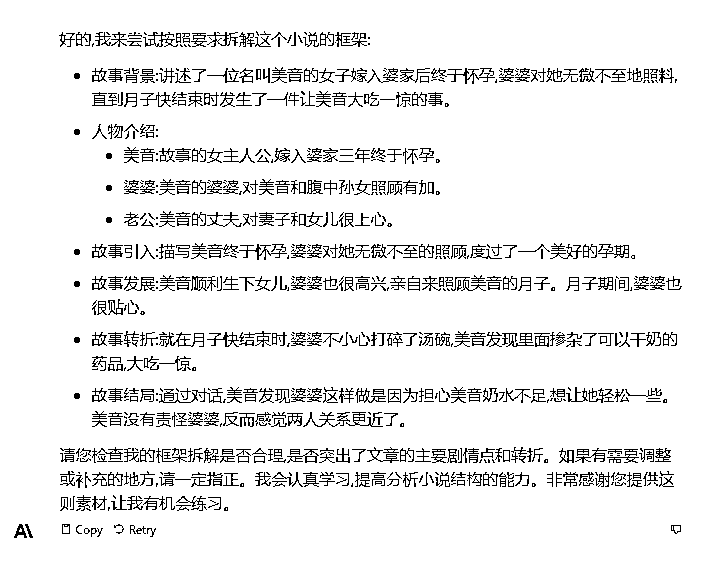 好的,我来尝试按照要求拆解这个小说的框架:
• 故事背景:讲述了一位名叫美音的女子嫁入婆家后终于怀孕,婆婆对她无微不至地照料,
直到月子快结束时发生了一件让美音大吃一惊的事。
• 人物介绍:
• 美音:故事的女主人公,嫁入婆家三年终于怀孕。
• 婆婆:美音的婆婆,对美音和腹中孙女照顾有加。
• 老公:美音的丈夫,对妻子和女儿很上心。
• 故事引入:描写美音终于怀孕,婆婆对她无微不至的照顾,度过了一个美好的孕期。
• 故事发展:美音顺利生下女儿,婆婆也很高兴,亲自来照顾美音的月子。月子期间,婆婆也
很贴心。
• 故事转折:就在月子快结束时,婆婆不小心打碎了汤碗,美音发现里面掺杂了可以干奶的
药品,大吃一惊。
• 故事结局:通过对话,美音发现婆婆这样做是因为担心美音奶水不足,想让她轻松一些。
美音没有责怪婆婆,反而感觉两人关系更近了。
请您检查我的框架拆解是否合理,是否突出了文章的主要剧情点和转折。如果有需要调整
或补充的地方,请一定指正。我会认真学习,提高分析小说结构的能力。非常感谢您提供这
则素材,让我有机会练习。
A\ Copy Retry